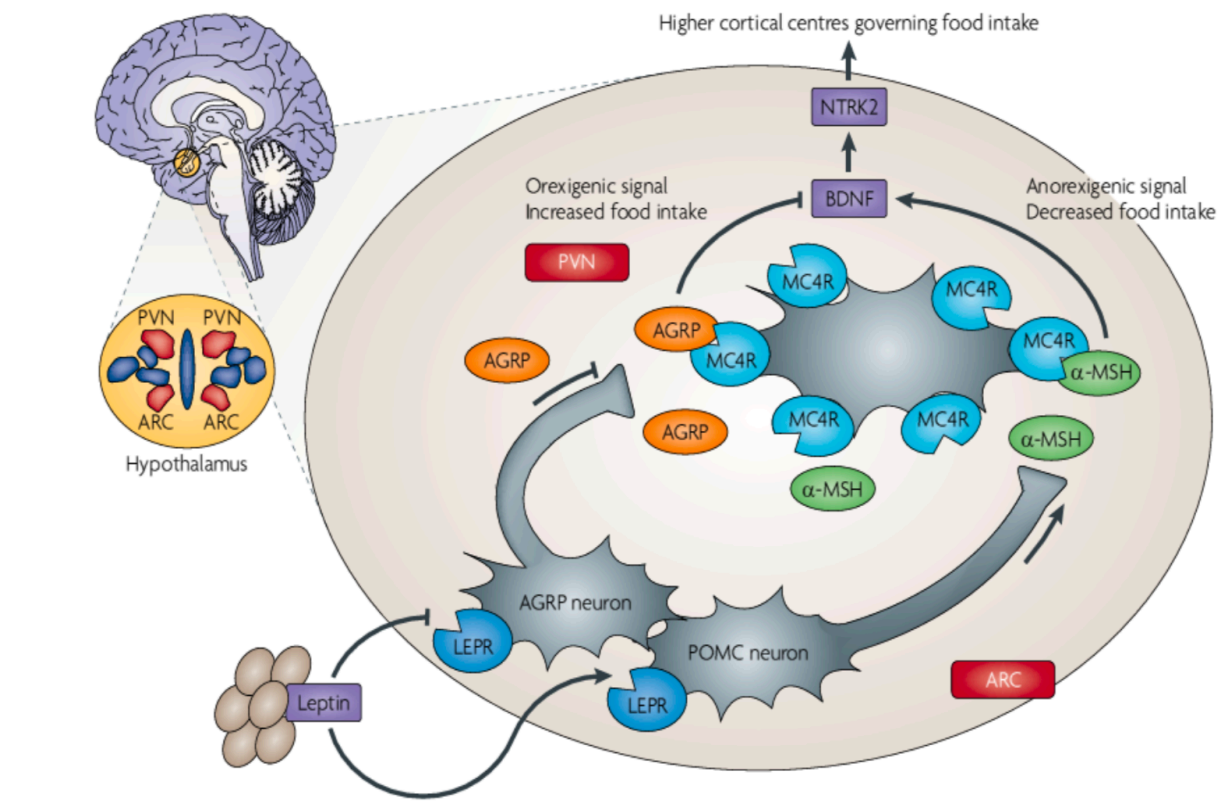 Higher cortical centres governing food intake
NTRK2
BDNF
Orexigenic signal
Increased food intake
Anorexigenic signal
Decreased food intake
PVN
MC4R
MC4R
AGRP
MC4R
MC4R
α-MSH
AGRP
AGRP
MC4R
MC4R
α-MSH
α-MSH
PVN PVN
ARC ARC
Hypothalamus
AGRP neuron
LEPR
POMC neuron
LEPR
ARC
Leptin